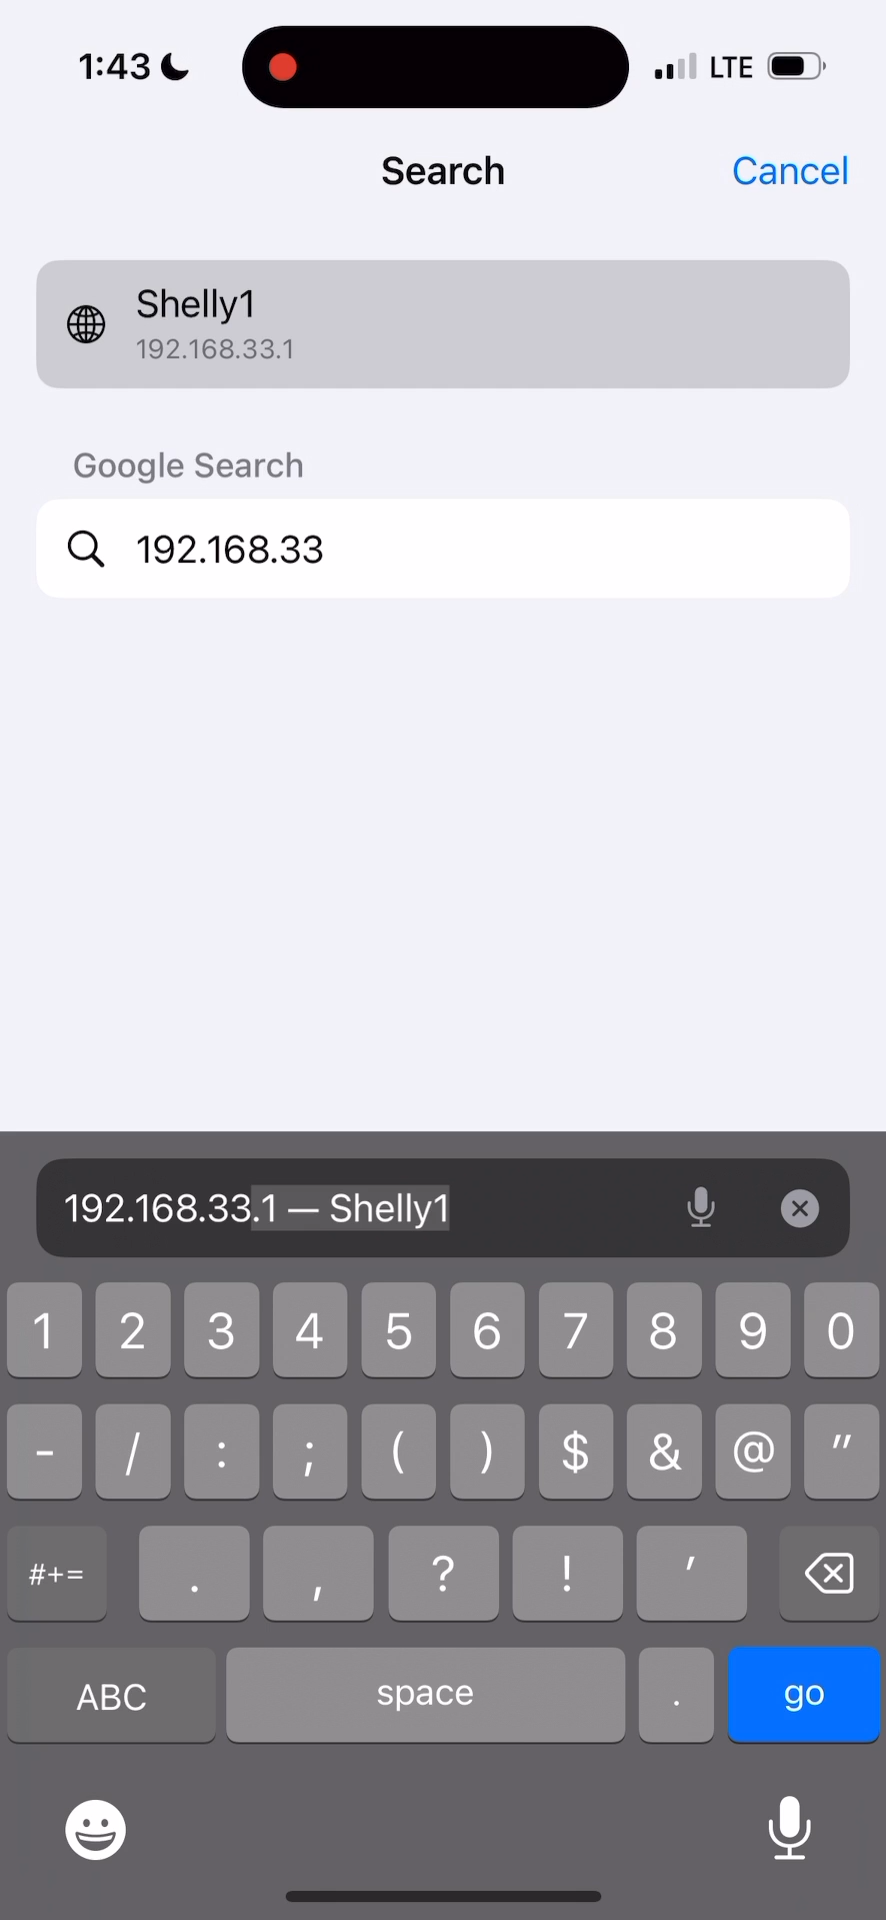 1:43 LTE
Search Cancel
Shelly1
192.168.33.1
Google Search
192.168.33
192.168.33.1 — Shelly1
1 2 3 4 5 6 7 8 9 0
- / : ; ( ) $ & @ "
#+= . , ? ! '
ABC space . go